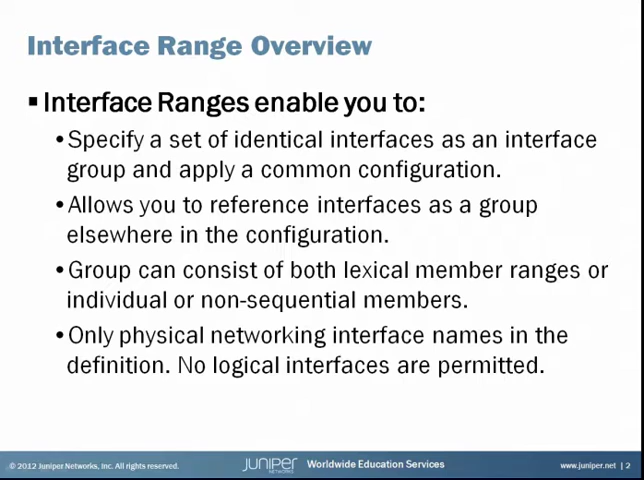 Interface Range Overview
▪ Interface Ranges enable you to:
•Specify a set of identical interfaces as an interface
group and apply a common configuration.
•Allows you to reference interfaces as a group
elsewhere in the configuration.
•Group can consist of both lexical member ranges or
individual or non-sequential members.
•Only physical networking interface names in the
definition. No logical interfaces are permitted.
© 2012 Juniper Networks, Inc. All rights reserved.
JUNIPER
NETWORKS
Worldwide Education Services
www.juniper.net | 2